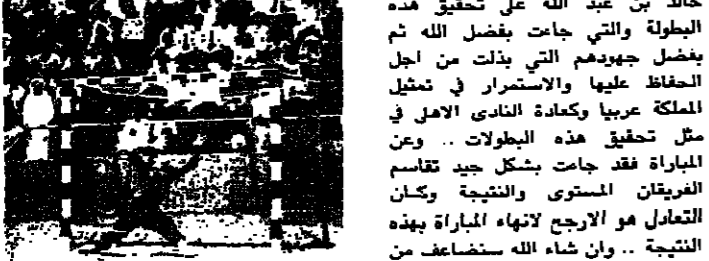 خالد بن عبد الله على تحقيق هذه
البطولة والتي جاءت بفضل الله ثم
بفضل جهودهم التي بذلت من اجل
الحفاظ عليها والاستمرار في تمثيل
المملكة عربيا وكعادة النادى الاهلي في
مثل تحقيق هذه البطولات .. وعن
المباراة فقد جاءت بشكل جيد تقاسم
الفريقان المستوى والنتيجة وكان
التعادل هو الارجح لانهاء المباراة بهذه
النتيجة .. وان شاء الله سنضاعف من